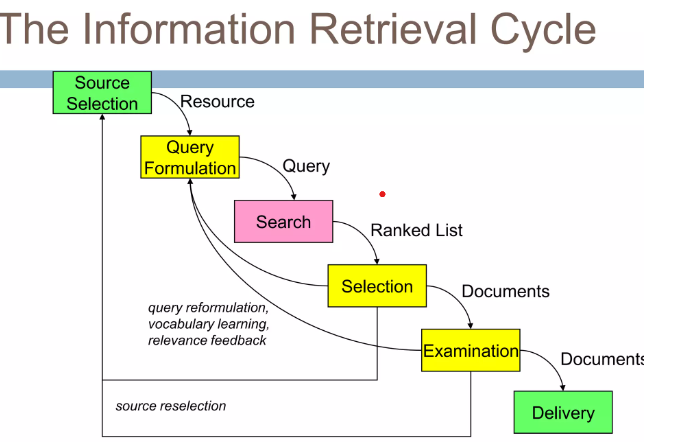 The Information Retrieval Cycle
Source
Selection
Resource
Query
Formulation
Query
Search
Ranked List
Selection
Documents
query reformulation,
vocabulary learning,
relevance feedback
Examination
Documents
source reselection
Delivery